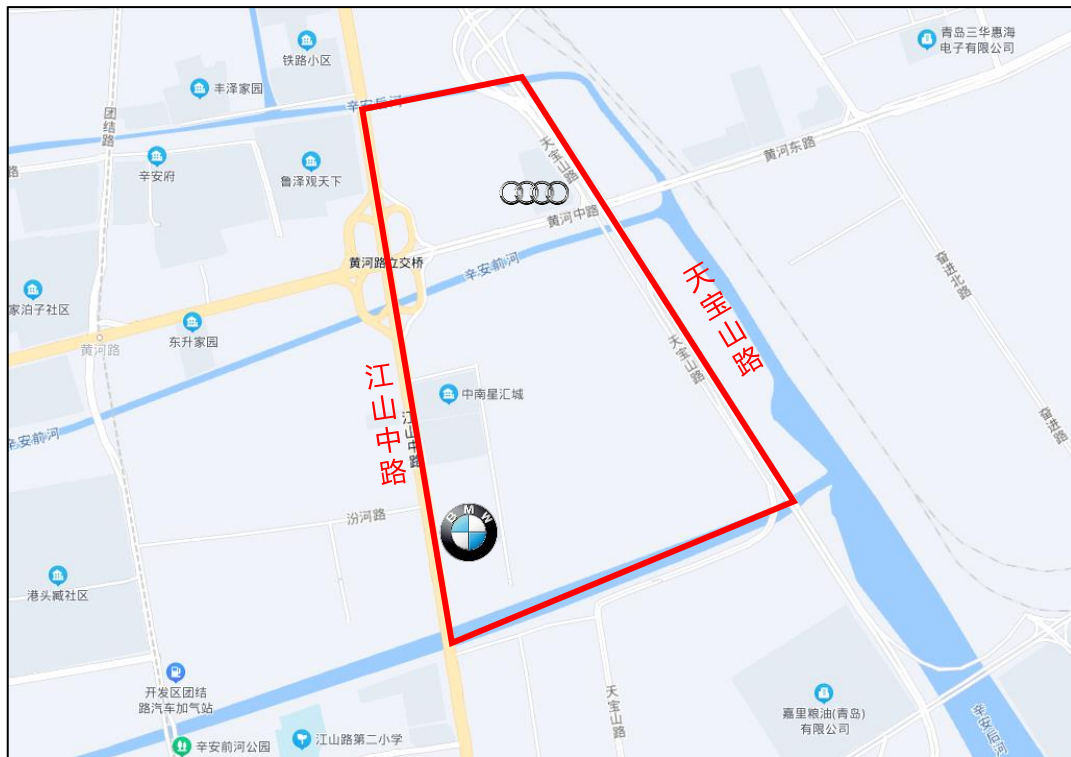 青岛三华惠海
电子有限公司
铁路小区
丰泽家园
辛安后河
团结路
天宝山路
黄河东路
路
辛安府
鲁泽观天下
黄河中路
黄河路立交桥
辛安前河
奋进北路
天宝山路
家泊子社区
东升家园
黄河路
天宝山路
江山中路
中南星汇城
江山中路
奋进路
辛安前河
BMW
汾河路
港头臧社区
开发区团结
路汽车加气站
天宝山路
嘉里粮油(青岛)
有限公司
辛安后河
辛安前河公园
江山路第二小学